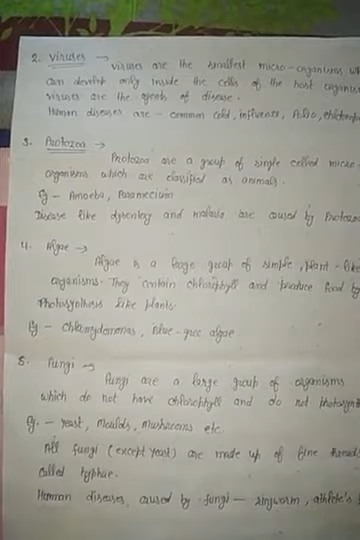 2. Viruses →
Viruses are the smallest micro-organisms wh
can develop only inside the cells of the host organism
viruses are the agents of disease.
Human diseases are - common cold, influenza, Polio, chicken
3. Protozoa →
Protozoa are a group of single celled micro-
organisms which are classified as animals.
Eg - Amoeba, Paramecium
Disease like dysentery and malaria are caused by Protozoa
4. Algae →
Algae is a large group of simple, plant-like
organisms. They contain chlorophyll and produce food by
Photosynthesis like plants.
Eg - Chlamydomonas, Blue-gree algae
5. Fungi →
Fungi are a large group of organisms
which do not have chlorophyll and do not photosynt
Eg. - Yeast, Moulds, Mushrooms etc.
All fungi (except Yeast) are made up of fine threads
called hyphae.
Human diseases, caused by fungi - ringworm, athlete's